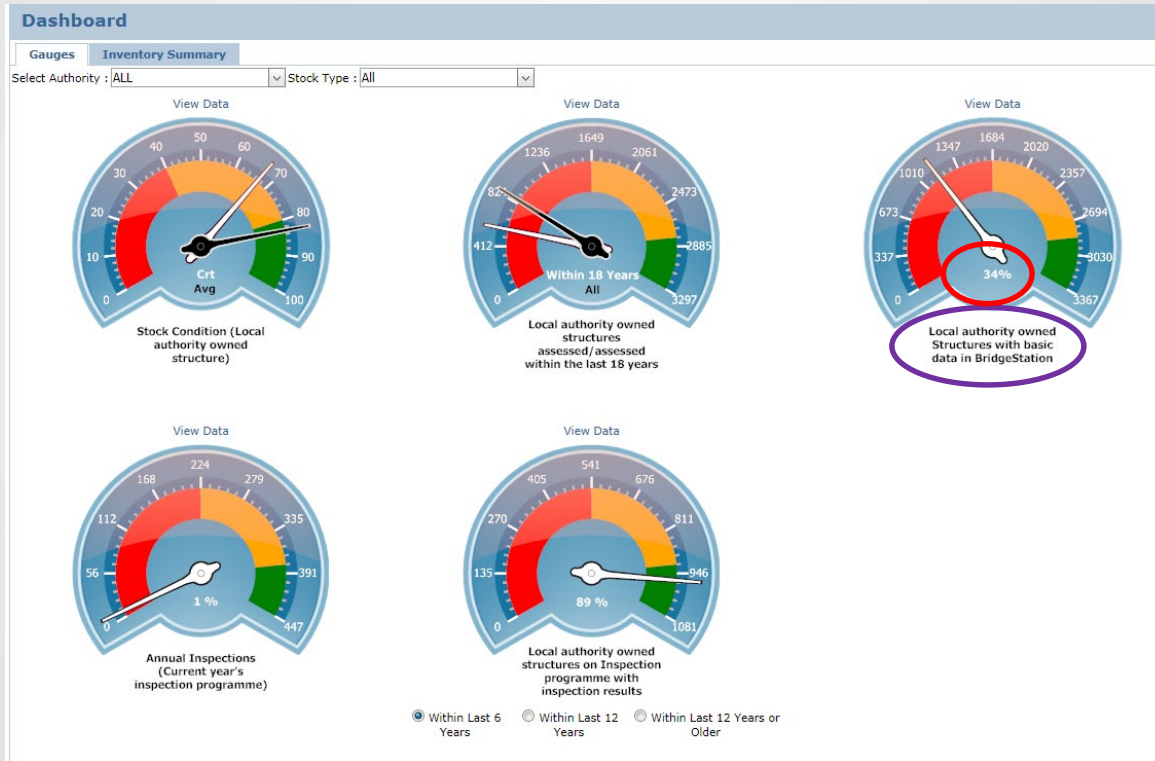 Dashboard
Gauges Inventory Summary
Select Authority : ALL Stock Type : All
View Data
0
10
20
30
40
50
60
70
80
90
100
Crt
Avg
Stock Condition (Local
authority owned
structure)
View Data
0
412
1236
1649
2061
2473
2885
3297
Within 18 Years
All
Local authority owned
structures
assessed/assessed
within the last 18 years
View Data
0
337
673
1010
1347
1684
2020
2357
2694
3030
3367
34%
Local authority owned
Structures with basic
data in BridgeStation
View Data
0
56
112
168
224
279
335
391
447
1 %
Annual Inspections
(Current year's
inspection programme)
View Data
0
135
270
405
541
676
811
946
1081
89 %
Local authority owned
structures on Inspection
programme with
inspection results
Within Last 6
Years
Within Last 12
Years
Within Last 12 Years or
Older